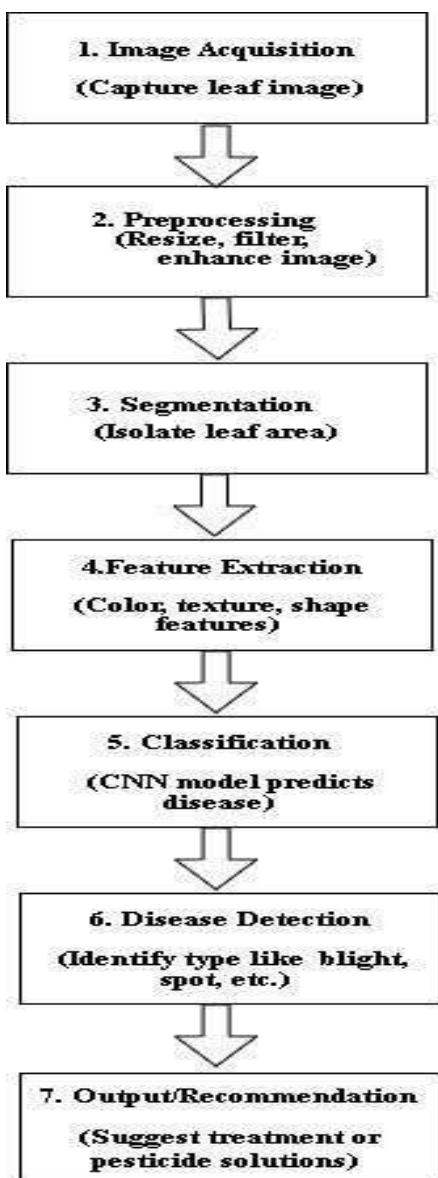 1. Image Acquisition
(Capture leaf image)
2. Preprocessing
(Resize, filter,
enhance image)
3. Segmentation
(Isolate leaf area)
4.Feature Extraction
(Color, texture, shape
features)
5. Classification
(CNN model predicts
disease)
6. Disease Detection
(Identify type like blight,
spot, etc.)
7. Output/Recommendation
(Suggest treatment or
pesticide solutions)